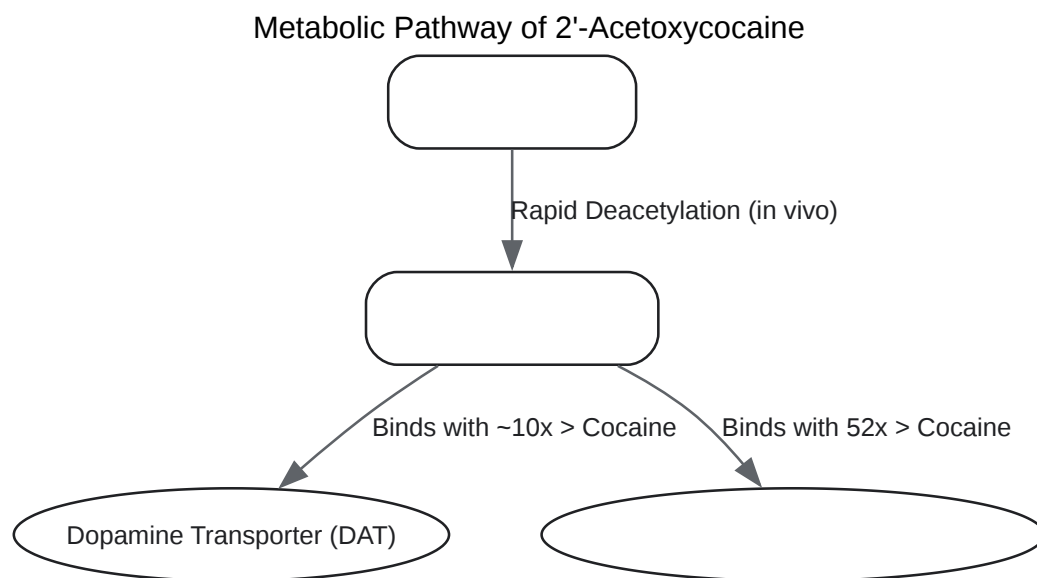 Metabolic Pathway of 2'-Acetoxycocaine
Rapid Deacetylation (in vivo)
Binds with ~10x > Cocaine
Binds with 52x > Cocaine
Dopamine Transporter (DAT)